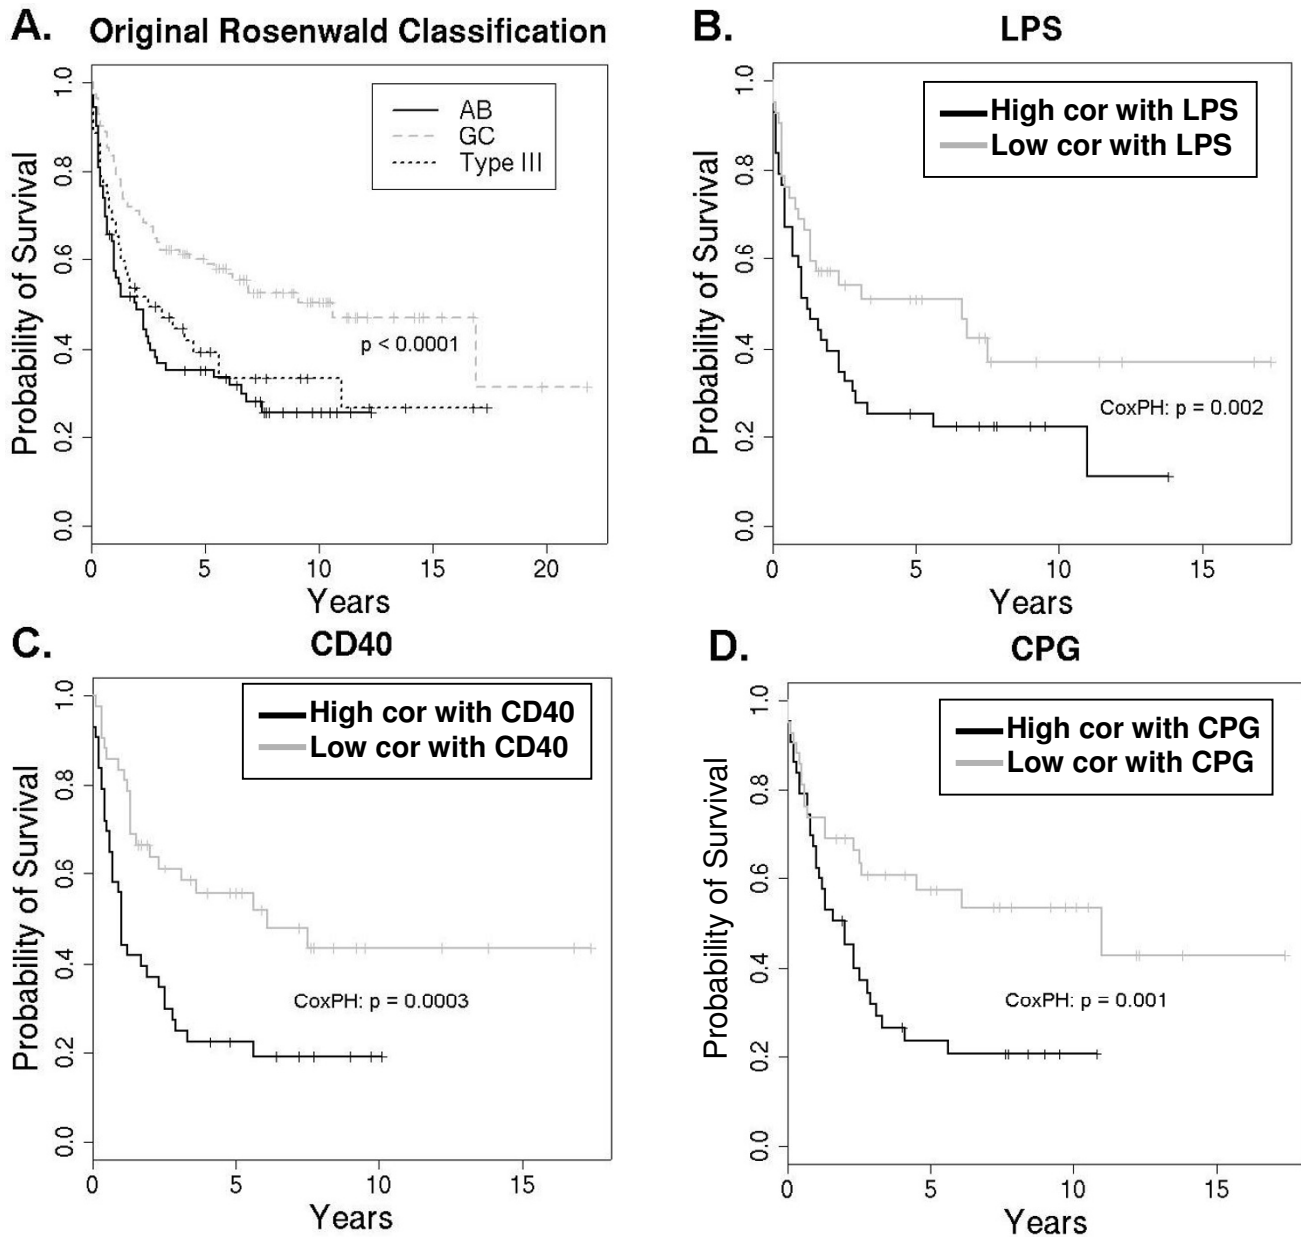 A. Original Rosenwald Classification
Probability of Survival
1.0
0.8
0.6
0.4
0.2
0.0
AB
GC
Type III
p < 0.0001
0 5 10 15 20
Years
B. LPS
Probability of Survival
1.0
0.8
0.6
0.4
0.2
0.0
High cor with LPS
Low cor with LPS
CoxPH: p = 0.002
0 5 10 15
Years
C. CD40
Probability of Survival
1.0
0.8
0.6
0.4
0.2
0.0
High cor with CD40
Low cor with CD40
CoxPH: p = 0.0003
0 5 10 15
Years
D. CPG
Probability of Survival
1.0
0.8
0.6
0.4
0.2
0.0
High cor with CPG
Low cor with CPG
CoxPH: p = 0.001
0 5 10 15
Years